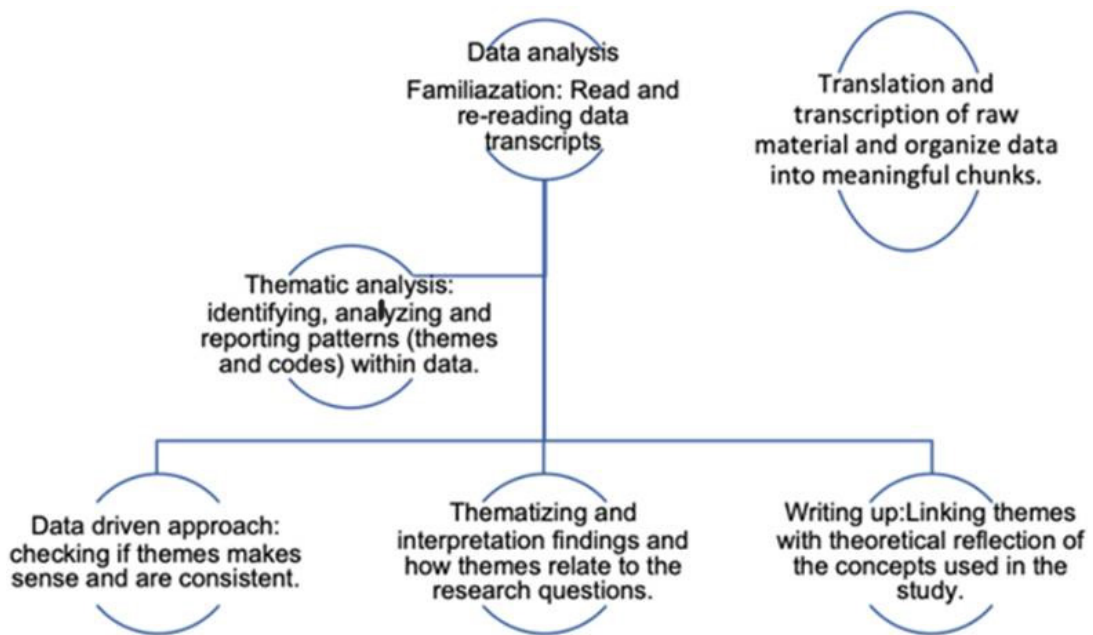 Data analysis
Familiazation: Read and
re-reading data
transcripts
Translation and
transcription of raw
material and organize data
into meaningful chunks.
Thematic analysis:
identifying, analyzing and
reporting patterns (themes
and codes) within data.
Data driven approach:
checking if themes makes
sense and are consistent.
Thematizing and
interpretation findings and
how themes relate to the
research questions.
Writing up:Linking themes
with theoretical reflection of
the concepts used in the
study.